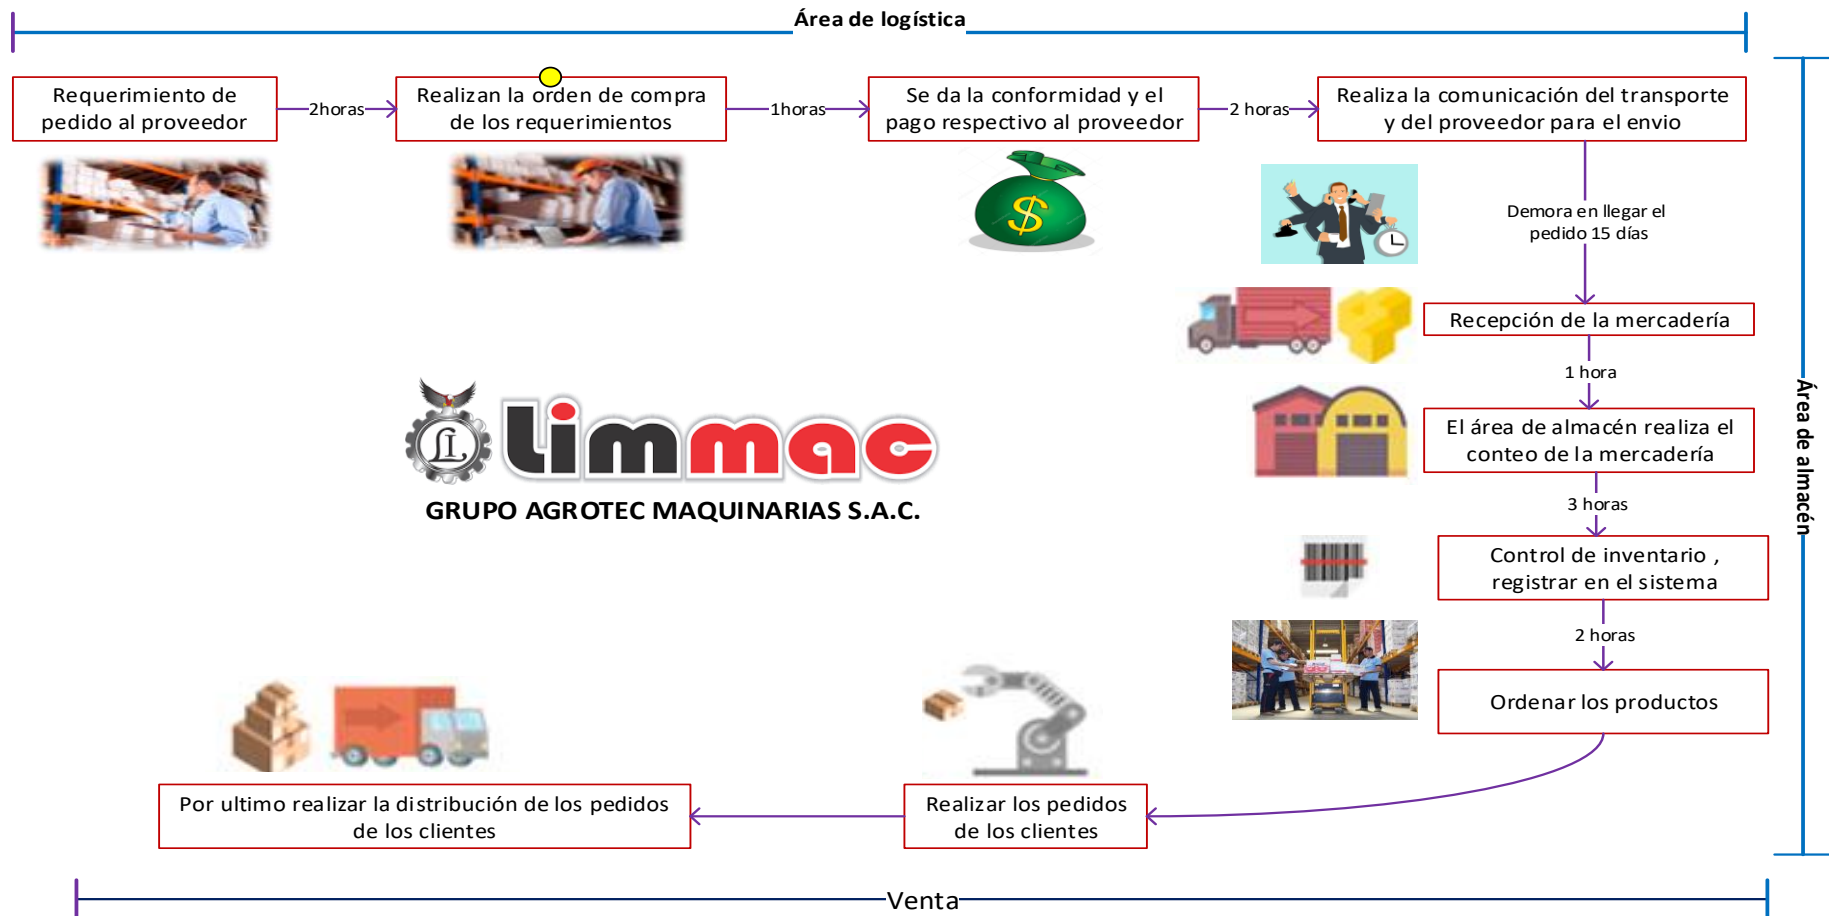 Área de logística
Requerimiento de
pedido al proveedor
2horas
Realizan la orden de compra
de los requerimientos
1horas
Se da la conformidad y el
pago respectivo al proveedor
2 horas
Realiza la comunicación del transporte
y del proveedor para el envio
$
Demora en llegar el
pedido 15 días
Recepción de la mercadería
1 hora
El área de almacén realiza el
conteo de la mercadería
3 horas
Control de inventario ,
registrar en el sistema
2 horas
Ordenar los productos
Área de almacén
LI
Limmac
GRUPO AGROTEC MAQUINARIAS S.A.C.
Realizar los pedidos
de los clientes
Por ultimo realizar la distribución de los pedidos
de los clientes
Venta